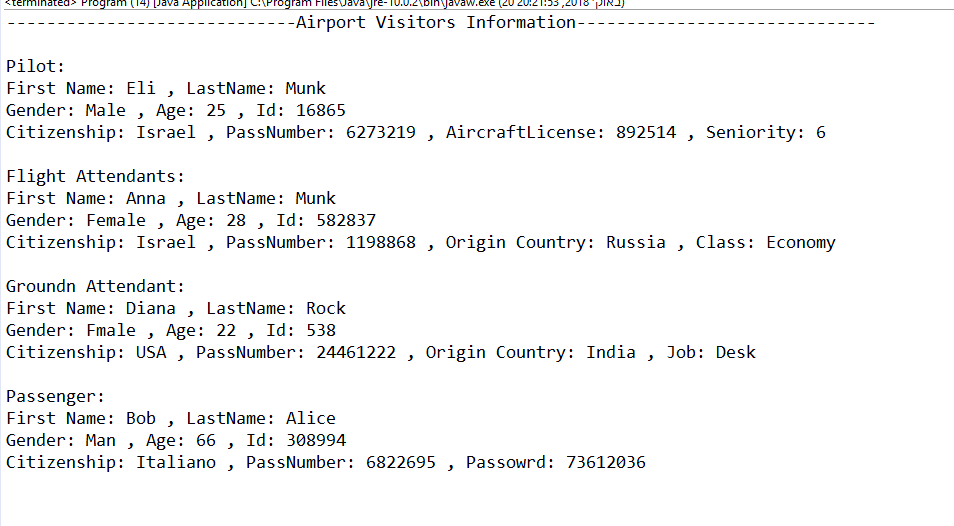 <terminated> Program (14) [Java Application] C:\Program Files\Java\jre-10.0.2\bin\javaw.exe (20 באוק׳ 2018, 20:21:53)
-----------------------------Airport Visitors Information------------------------------
Pilot:
First Name: Eli , LastName: Munk
Gender: Male , Age: 25 , Id: 16865
Citizenship: Israel , PassNumber: 6273219 , AircraftLicense: 892514 , Seniority: 6
Flight Attendants:
First Name: Anna , LastName: Munk
Gender: Female , Age: 28 , Id: 582837
Citizenship: Israel , PassNumber: 1198868 , Origin Country: Russia , Class: Economy
Groundn Attendant:
First Name: Diana , LastName: Rock
Gender: Fmale , Age: 22 , Id: 538
Citizenship: USA , PassNumber: 24461222 , Origin Country: India , Job: Desk
Passenger:
First Name: Bob , LastName: Alice
Gender: Man , Age: 66 , Id: 308994
Citizenship: Italiano , PassNumber: 6822695 , Passowrd: 73612036